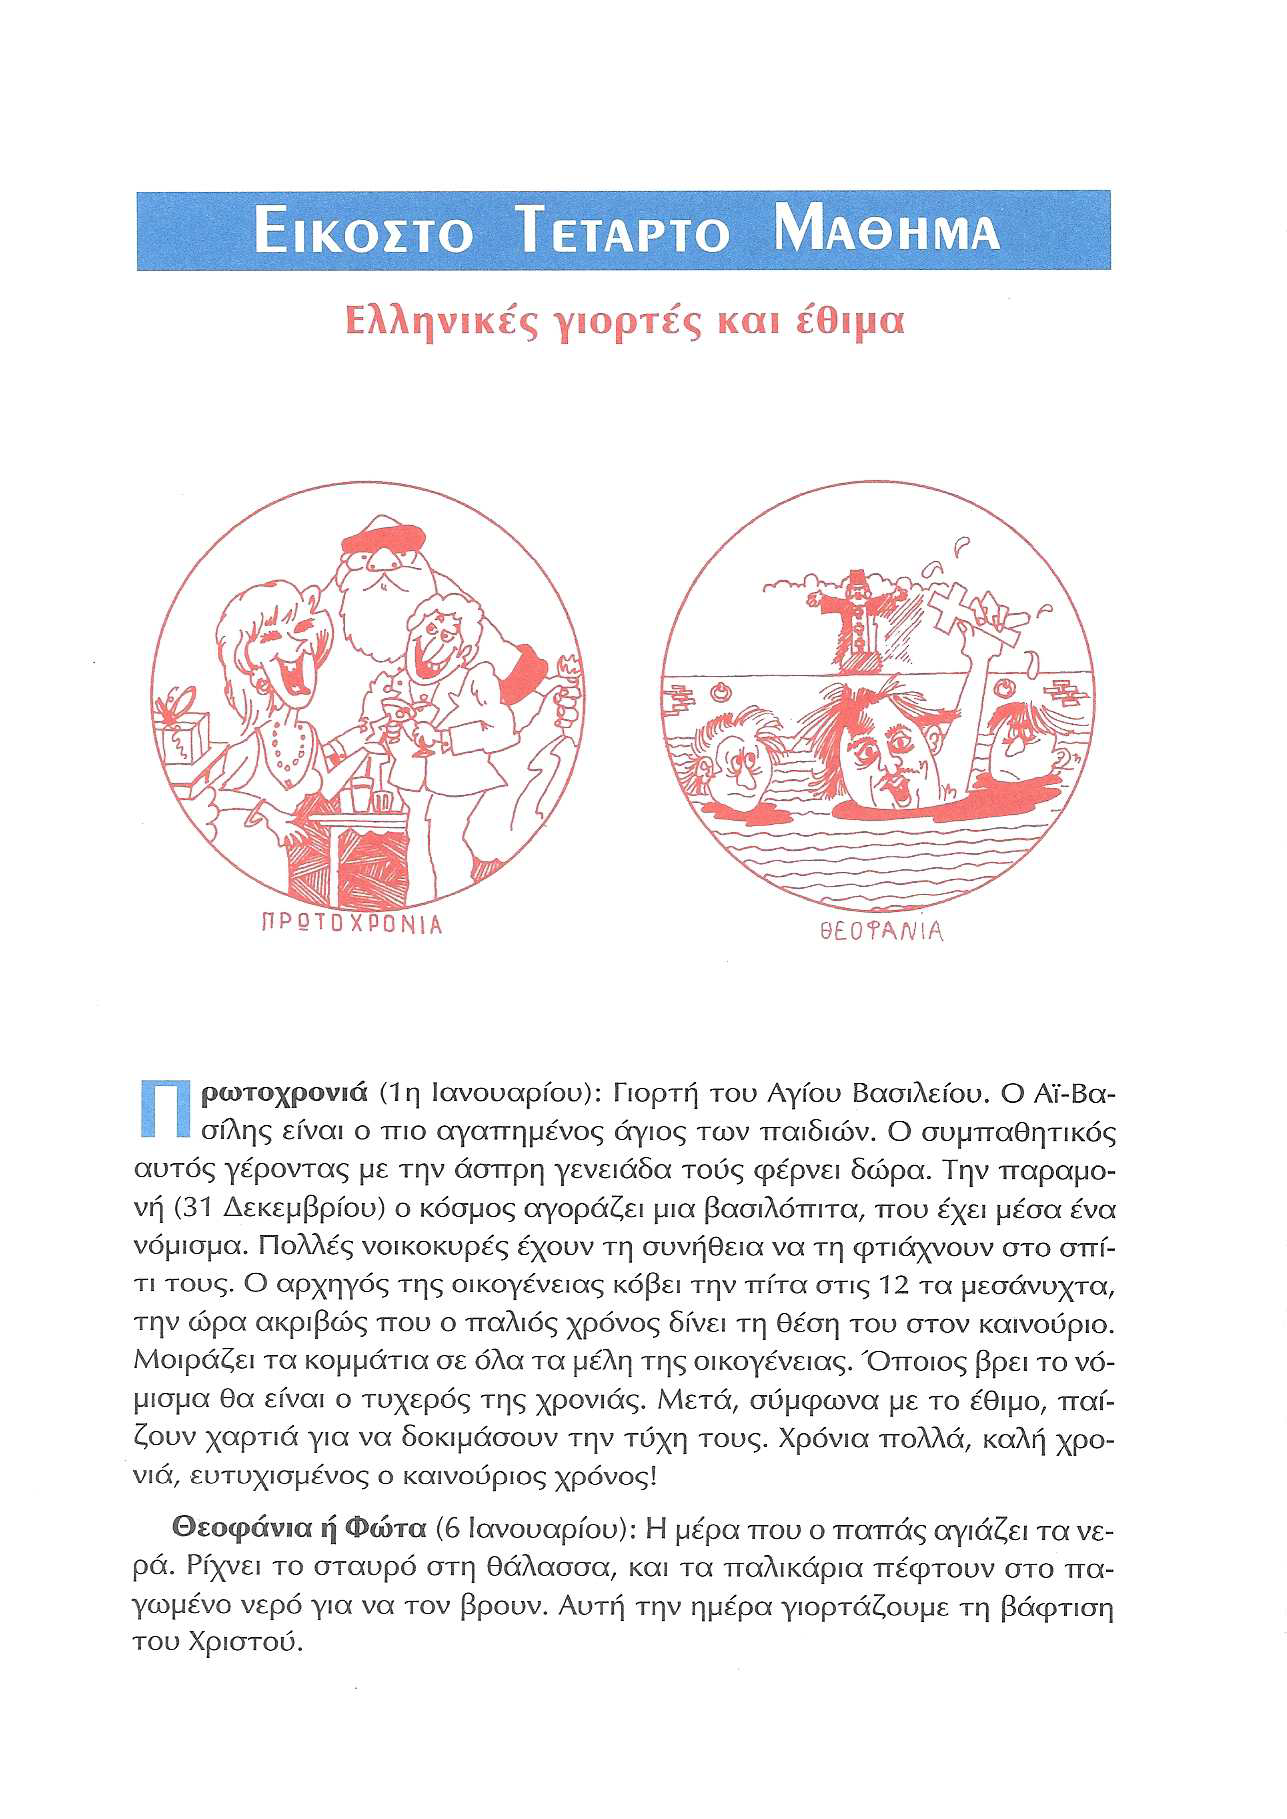 ΕΙΚΟΣΤΟ ΤΕΤΑΡΤΟ ΜΑΘΗΜΑ
Ελληνικές γιορτές και έθιμα
ΠΡΩΤΟΧΡΟΝΙΑ
ΘΕΟΦΑΝΙΑ
Πρωτοχρονιά (1η Ιανουαρίου): Γιορτή του Αγίου Βασιλείου. Ο Αϊ-Βα-
σίλης είναι ο πιο αγαπημένος άγιος των παιδιών. Ο συμπαθητικός
αυτός γέροντας με την άσπρη γενειάδα τούς φέρνει δώρα. Την παραμο-
νή (31 Δεκεμβρίου) ο κόσμος αγοράζει μια βασιλόπιτα, που έχει μέσα ένα
νόμισμα. Πολλές νοικοκυρές έχουν τη συνήθεια να τη φτιάχνουν στο σπί-
τι τους. Ο αρχηγός της οικογένειας κόβει την πίτα στις 12 τα μεσάνυχτα,
την ώρα ακριβώς που ο παλιός χρόνος δίνει τη θέση του στον καινούριο.
Μοιράζει τα κομμάτια σε όλα τα μέλη της οικογένειας. Όποιος βρει το νό-
μισμα θα είναι ο τυχερός της χρονιάς. Μετά, σύμφωνα με το έθιμο, παί-
ζουν χαρτιά για να δοκιμάσουν την τύχη τους. Χρόνια πολλά, καλή χρο-
νιά, ευτυχισμένος ο καινούριος χρόνος!
Θεοφάνια ή Φώτα (6 Ιανουαρίου): Η μέρα που ο παπάς αγιάζει τα νε-
ρά. Ρίχνει το σταυρό στη θάλασσα, και τα παλικάρια πέφτουν στο πα-
γωμένο νερό για να τον βρουν. Αυτή την ημέρα γιορτάζουμε τη βάφτιση
του Χριστού.